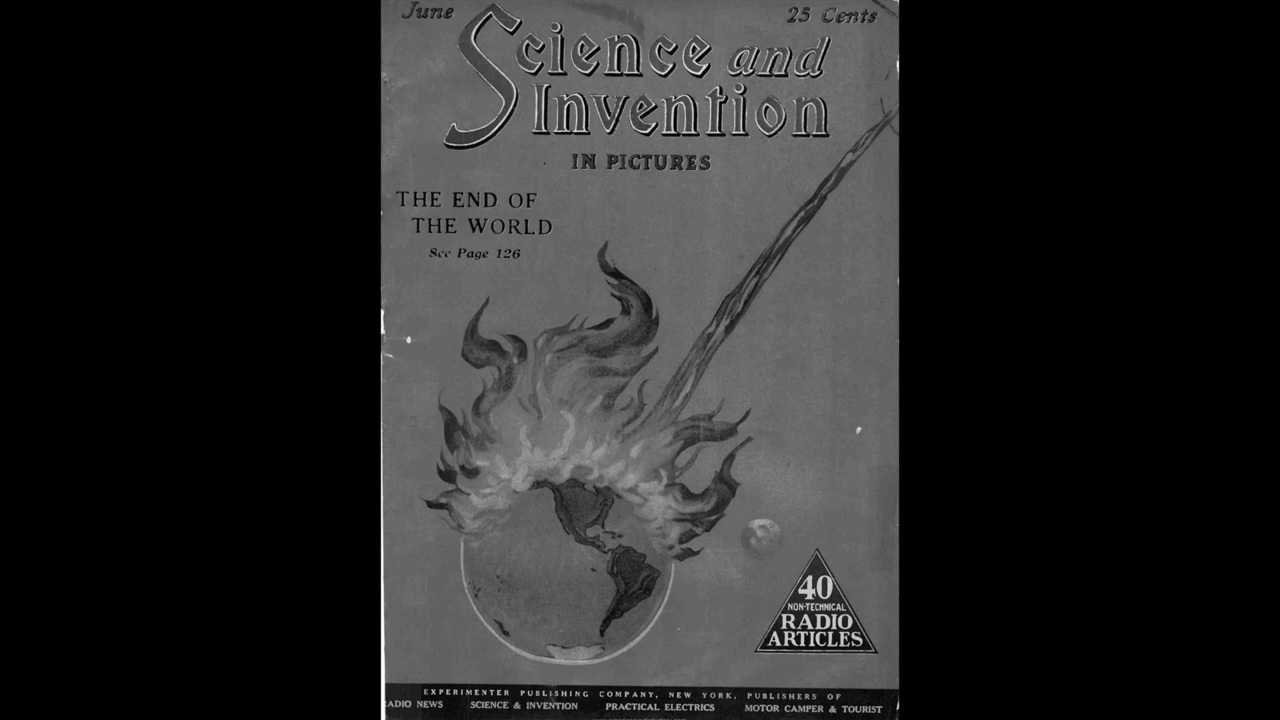 June
25 Cents
Science and
Invention
IN PICTURES
THE END OF
THE WORLD
See Page 126
40
NON-TECHNICAL
RADIO
ARTICLES
EXPERIMENTER PUBLISHING COMPANY, NEW YORK, PUBLISHERS OF
ADIO NEWS SCIENCE & INVENTION PRACTICAL ELECTRICS MOTOR CAMPER & TOURIST